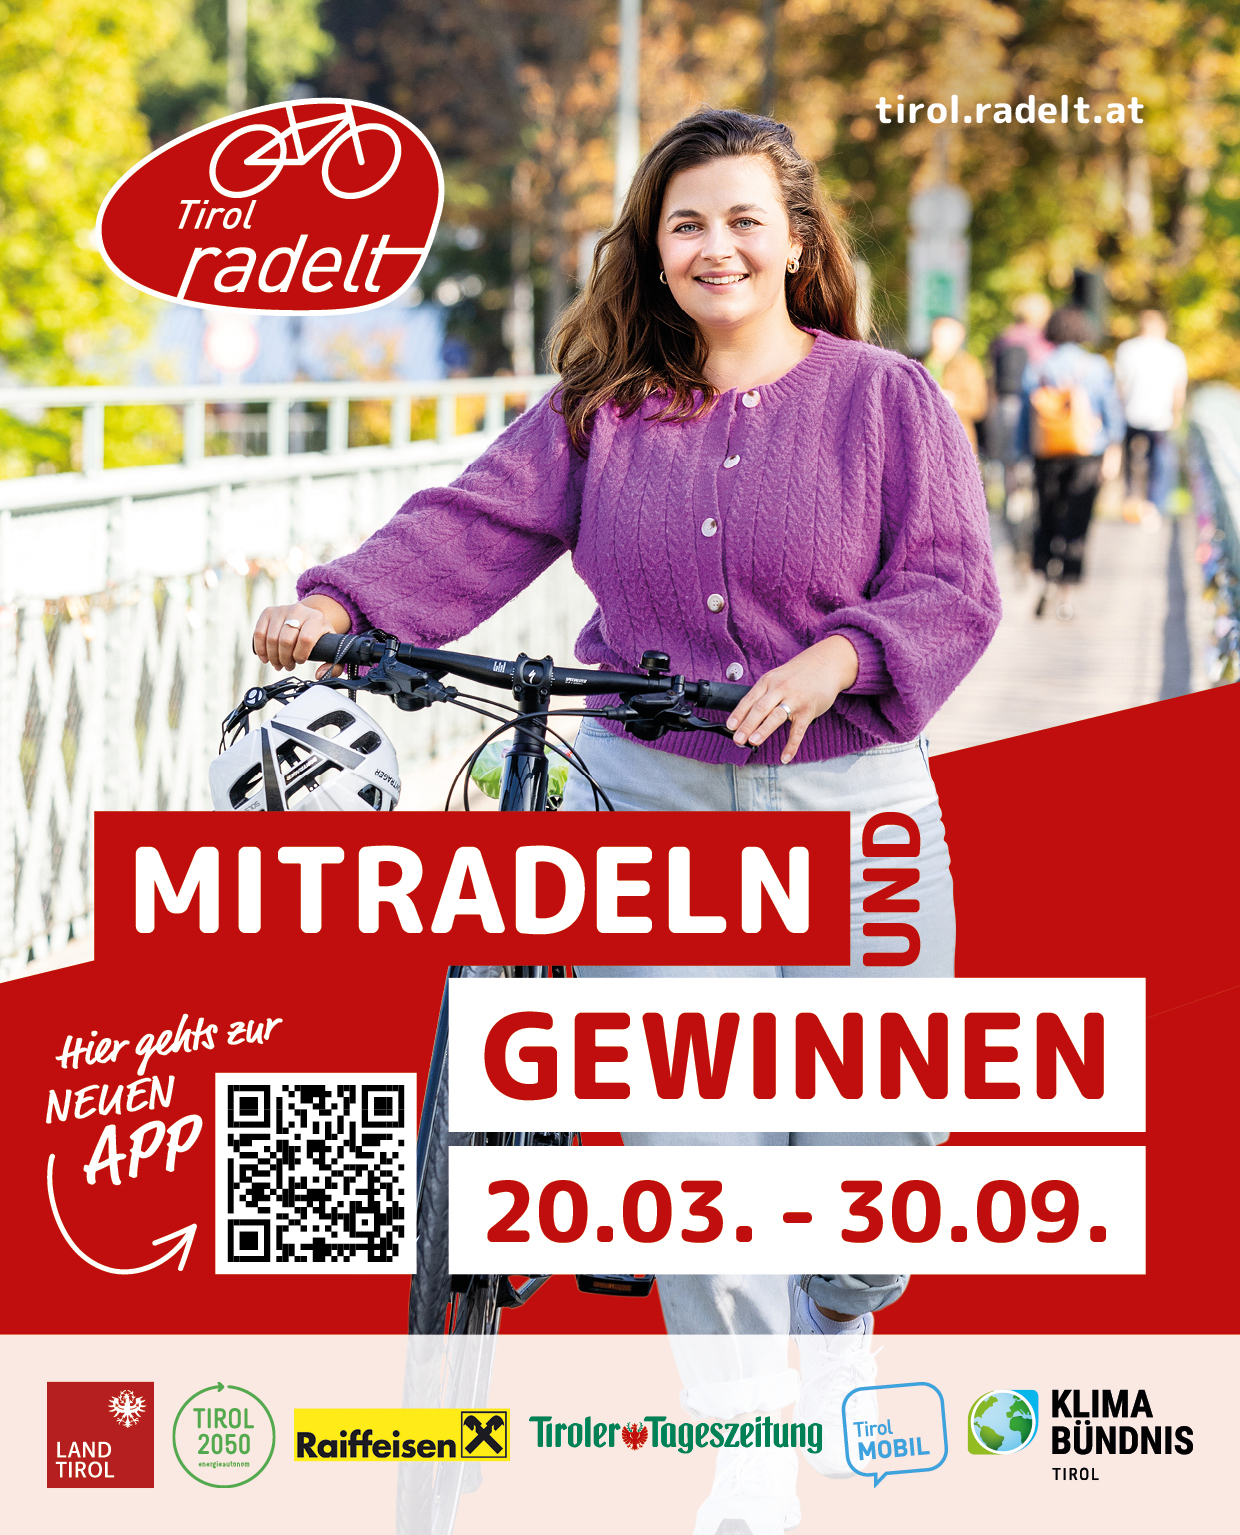 tirol.radelt.at
Tirol
radelt
MITRADELN
UND
GEWINNEN
20.03. - 30.09.
Hier gehts zur
NEUEN
APP
LAND
TIROL
TIROL
2050
energieautonom
Raiffeisen
Tiroler Tageszeitung
Tirol
MOBIL
KLIMA
BÜNDNIS
TIROL